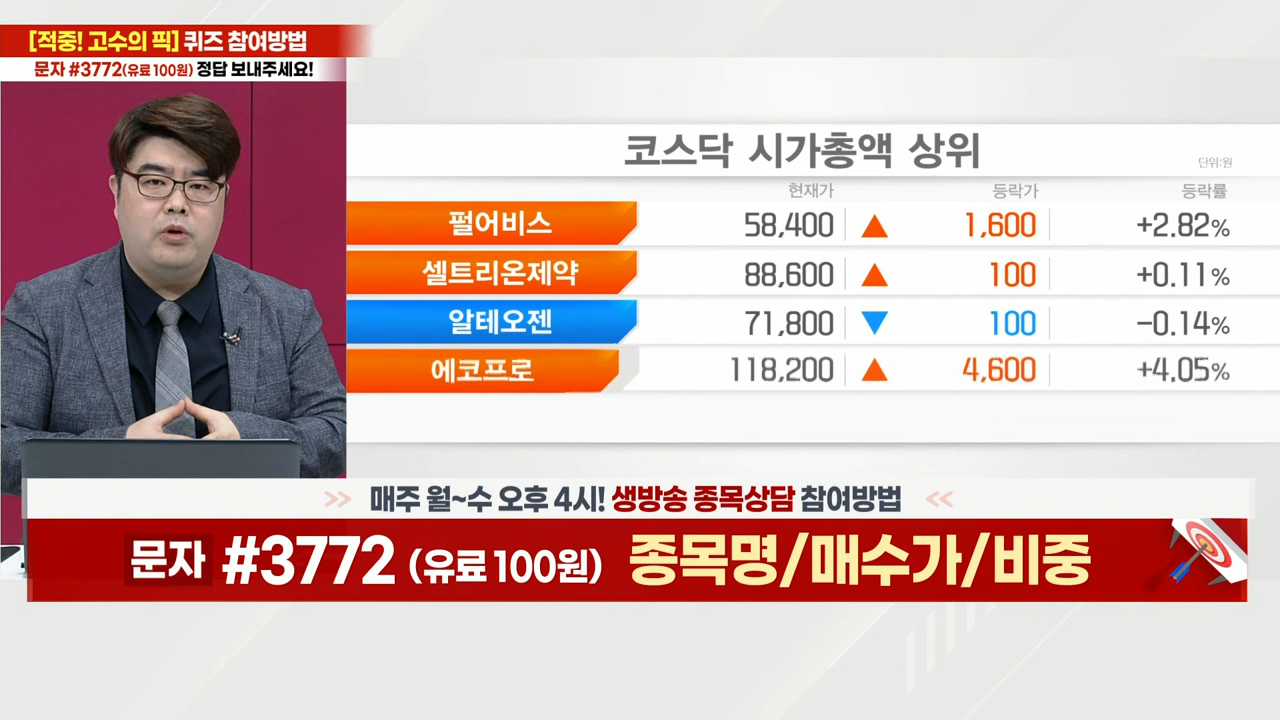 [적중! 고수의 픽] 퀴즈 참여방법
문자 #3772(유료 100원) 정답 보내주세요!
코스닥 시가총액 상위
단위:원
현재가 등락가 등락률
펄어비스 58,400 ▲ 1,600 +2.82%
셀트리온제약 88,600 ▲ 100 +0.11%
알테오젠 71,800 ▼ 100 -0.14%
에코프로 118,200 ▲ 4,600 +4.05%
매주 월~수 오후 4시! 생방송 종목상담 참여방법
문자 #3772 (유료 100원) 종목명/매수가/비중